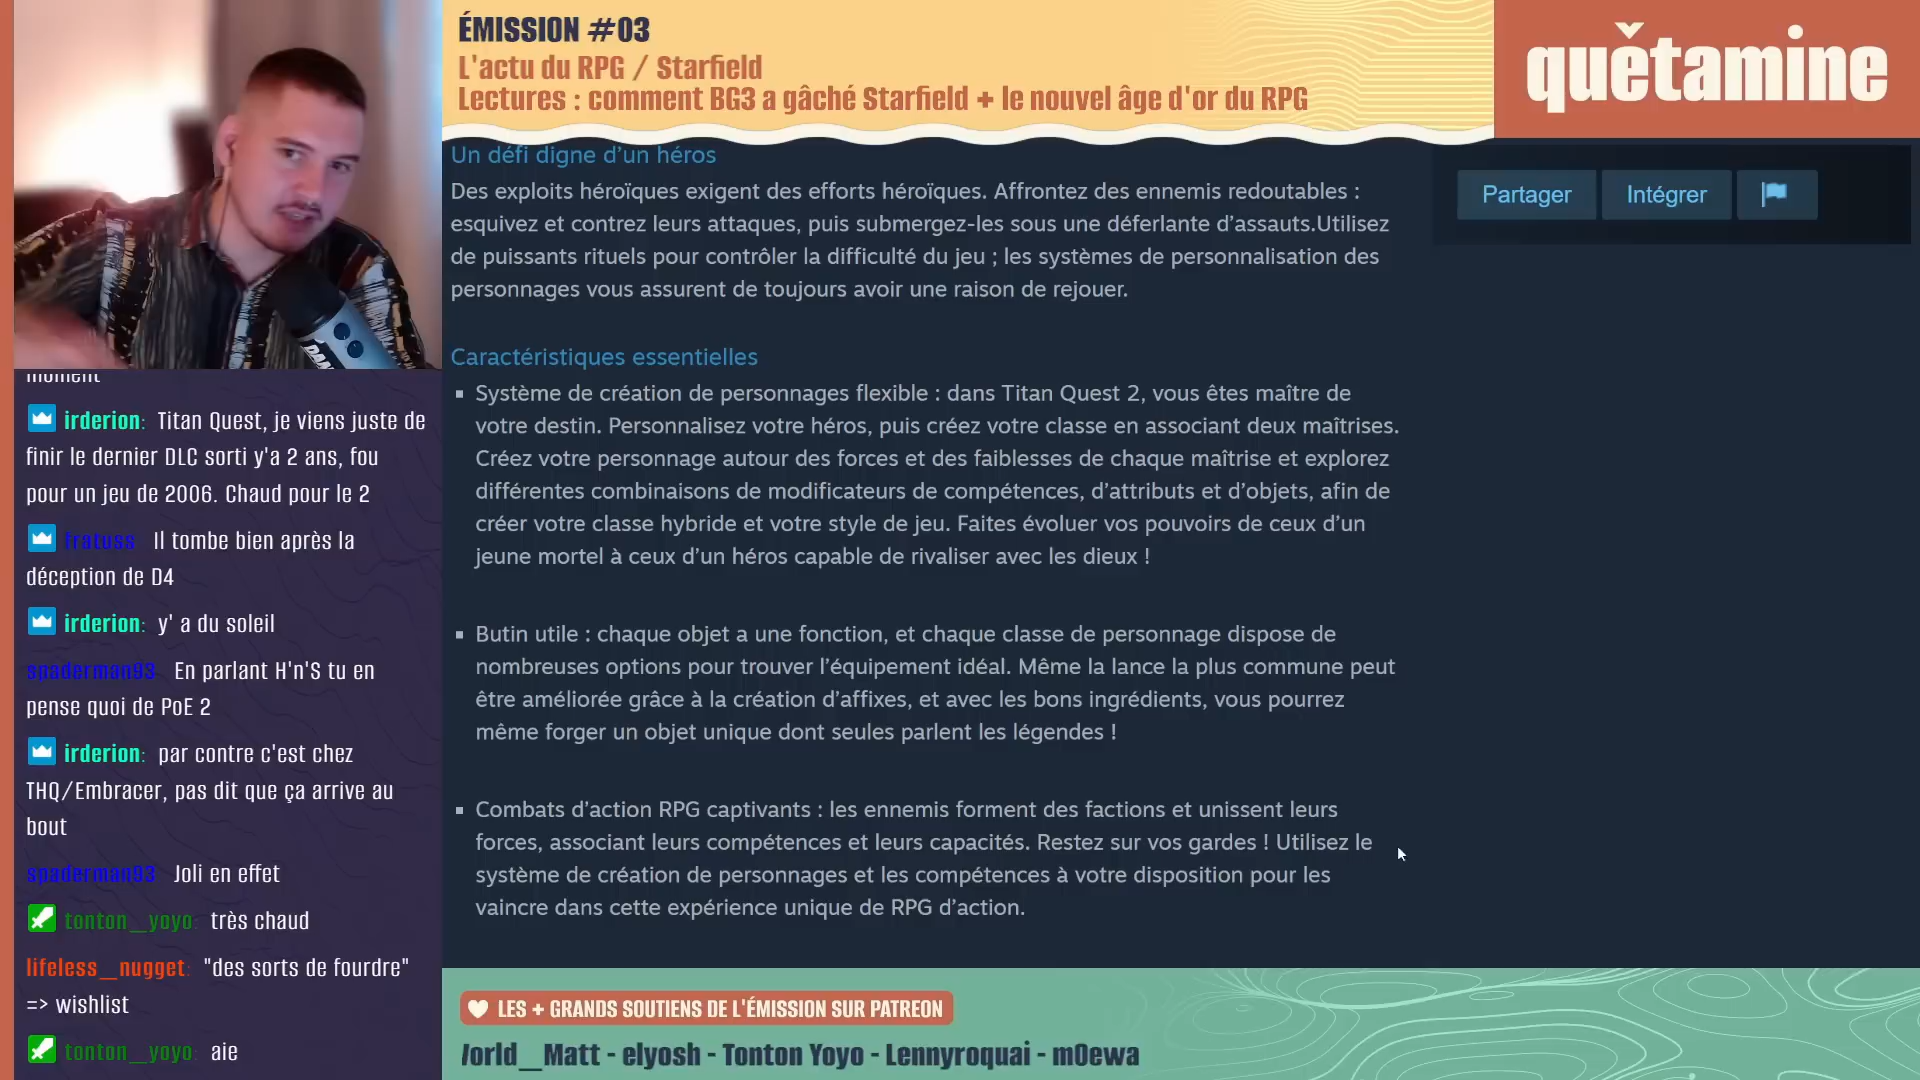 ÉMISSION #03
L'actu du RPG / Starfield
Lectures : comment BG3 a gâché Starfield + le nouvel âge d'or du RPG
quětamine
Un défi digne d’un héros
Des exploits héroïques exigent des efforts héroïques. Affrontez des ennemis redoutables :
esquivez et contrez leurs attaques, puis submergez-les sous une déferlante d’assauts.Utilisez
de puissants rituels pour contrôler la difficulté du jeu ; les systèmes de personnalisation des
personnages vous assurent de toujours avoir une raison de rejouer.
Caractéristiques essentielles
▪ Système de création de personnages flexible : dans Titan Quest 2, vous êtes maître de
votre destin. Personnalisez votre héros, puis créez votre classe en associant deux maîtrises.
Créez votre personnage autour des forces et des faiblesses de chaque maîtrise et explorez
différentes combinaisons de modificateurs de compétences, d’attributs et d’objets, afin de
créer votre classe hybride et votre style de jeu. Faites évoluer vos pouvoirs de ceux d’un
jeune mortel à ceux d’un héros capable de rivaliser avec les dieux !
▪ Butin utile : chaque objet a une fonction, et chaque classe de personnage dispose de
nombreuses options pour trouver l’équipement idéal. Même la lance la plus commune peut
être améliorée grâce à la création d’affixes, et avec les bons ingrédients, vous pourrez
même forger un objet unique dont seules parlent les légendes !
▪ Combats d’action RPG captivants : les ennemis forment des factions et unissent leurs
forces, associant leurs compétences et leurs capacités. Restez sur vos gardes ! Utilisez le
système de création de personnages et les compétences à votre disposition pour les
vaincre dans cette expérience unique de RPG d’action.
Partager
Intégrer
moment
irderion: Titan Quest, je viens juste de
finir le dernier DLC sorti y'a 2 ans, fou
pour un jeu de 2006. Chaud pour le 2
fratuss: Il tombe bien après la
déception de D4
irderion: y' a du soleil
spaderman93: En parlant H'n'S tu en
pense quoi de PoE 2
irderion: par contre c'est chez
THQ/Embracer, pas dit que ça arrive au
bout
spaderman93: Joli en effet
tonton_yoyo: très chaud
lifeless_nugget: "des sorts de fourdre"
=> wishlist
tonton_yoyo: aie
LES + GRANDS SOUTIENS DE L'ÉMISSION SUR PATREON
World_Matt - elyosh - Tonton Yoyo - Lennyroquai - m0ewa